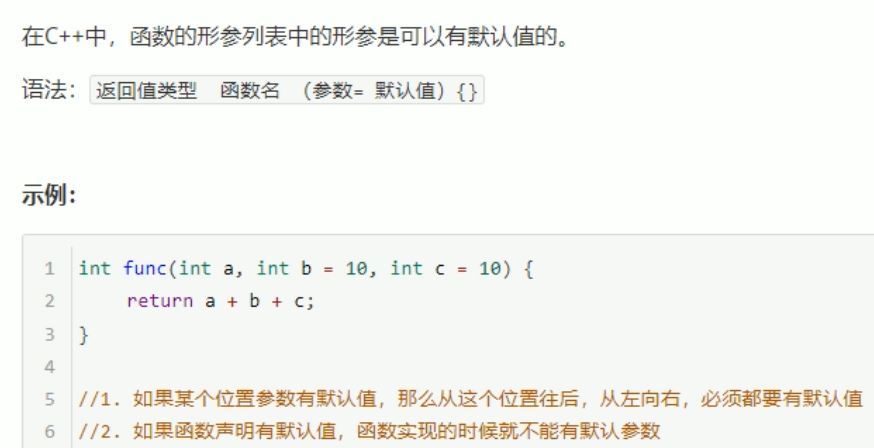 在C++中，函数的形参列表中的形参是可以有默认值的。
语法： 返回值类型  函数名 （参数= 默认值）{}
示例：
1 int func(int a, int b = 10, int c = 10) {
2     return a + b + c;
3 }
4
5 //1. 如果某个位置参数有默认值，那么从这个位置往后，从左向右，必须都要有默认值
6 //2. 如果函数声明有默认值，函数实现的时候就不能有默认参数